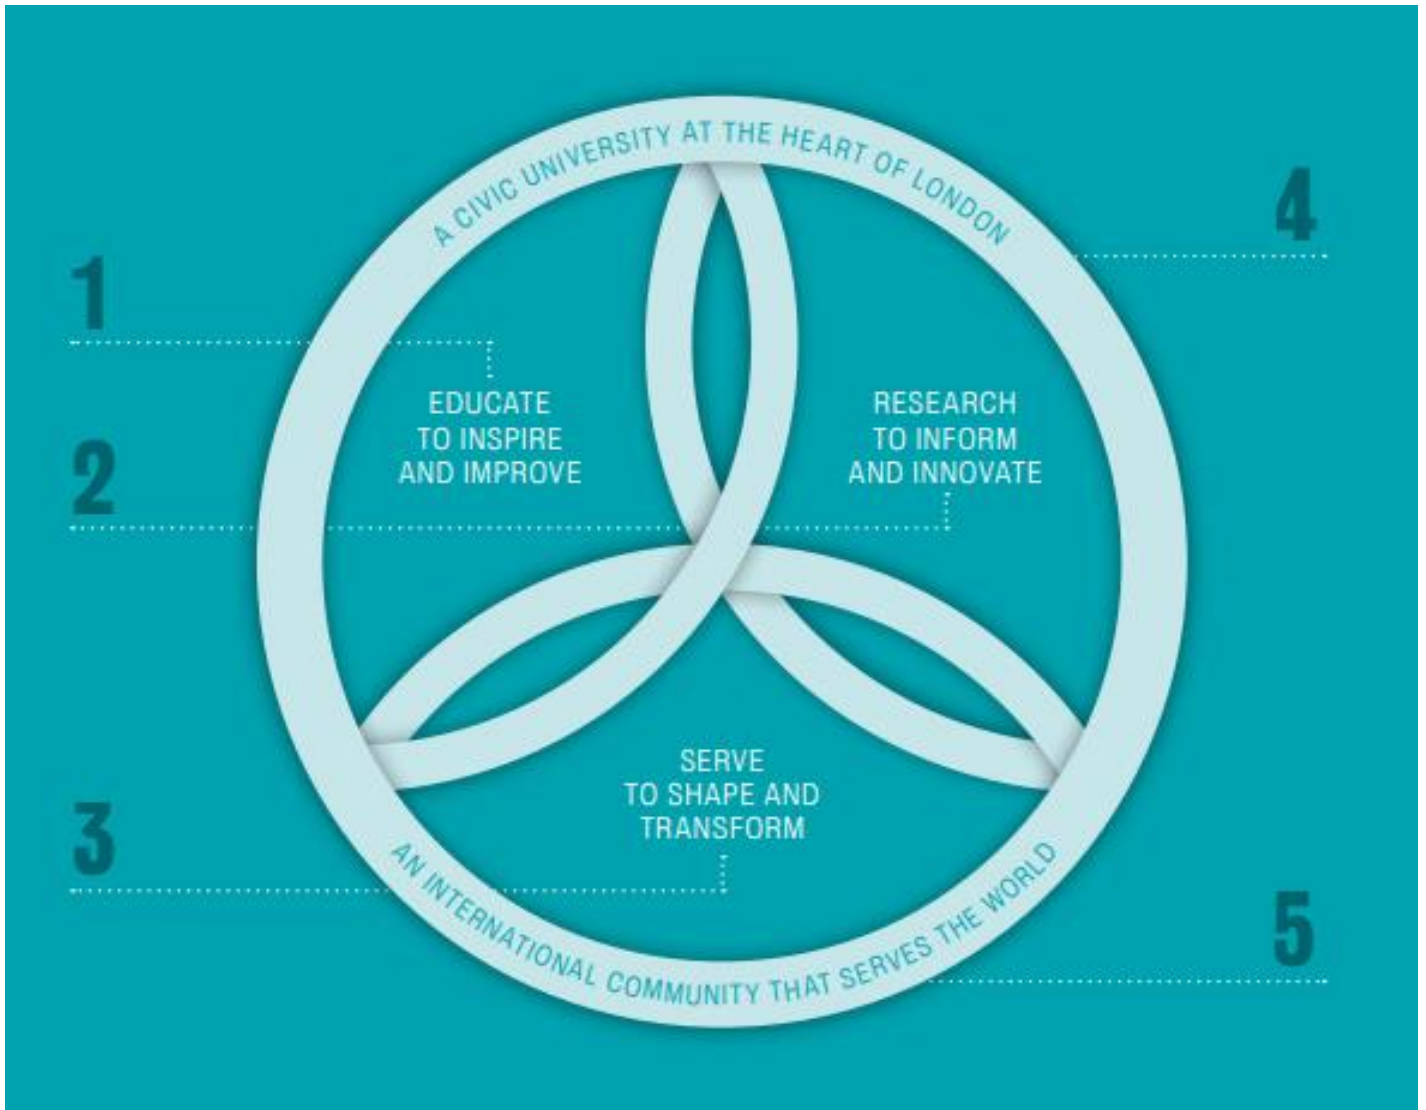 A CIVIC UNIVERSITY AT THE HEART OF LONDON
1
EDUCATE
TO INSPIRE
AND IMPROVE
2
RESEARCH
TO INFORM
AND INNOVATE
3
SERVE
TO SHAPE AND
TRANSFORM
4
AN INTERNATIONAL COMMUNITY THAT SERVES THE WORLD
5